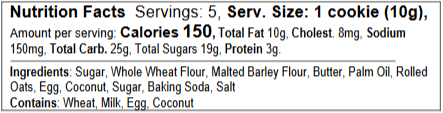 Nutrition Facts Servings: 5, Serv. Size: 1 cookie (10g),
Amount per serving: Calories 150, Total Fat 10g, Cholest. 8mg, Sodium
150mg, Total Carb. 25g, Total Sugars 19g, Protein 3g.
Ingredients: Sugar, Whole Wheat Flour, Malted Barley Flour, Butter, Palm Oil, Rolled
Oats, Egg, Coconut, Sugar, Baking Soda, Salt
Contains: Wheat, Milk, Egg, Coconut